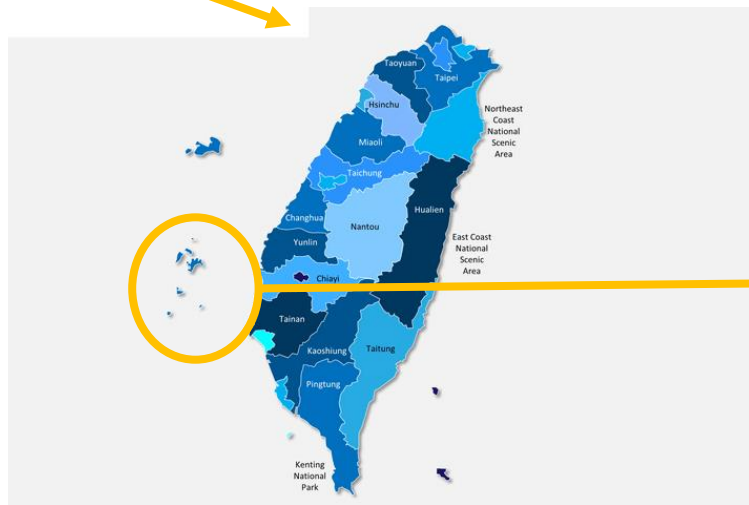 Taoyuan
Taipei
Hsinchu
Northeast
Coast
National
Scenic
Area
Miaoli
Taichung
Changhua
Nantou
Hualien
Yunlin
East Coast
National
Scenic
Area
Chiayi
Tainan
Kaoshiung
Taitung
Pingtung
Kenting
National
Park